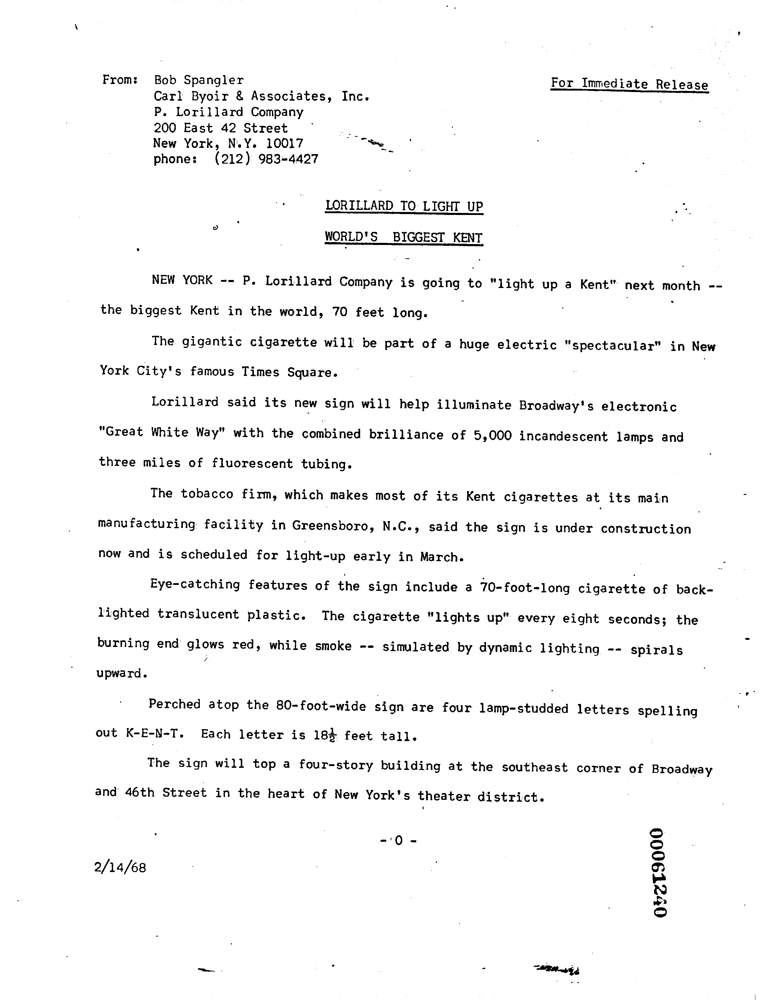 From: Bob Spangler
For Immediate Release
Carl Byoir & Associates, Inc.
P. Lorillard Company
200 East 42 Street
New York, N.Y. 10017
phone: (212) 983-4427
LORILLARD TO LIGHT UP
WORLD'S BIGGEST KENT
NEW YORK -- P. Lorillard Company is going to "light up a Kent" next month --
the biggest Kent in the world, 70 feet long.
The gigantic cigarette will be part of a huge electric "spectacular" in New
York City's famous Times Square.
Lorillard said its new sign will help illuminate Broadway's electronic
"Great White Way" with the combined brilliance of 5,000 incandescent lamps and
three miles of fluorescent tubing.
The tobacco firm, which makes most of its Kent cigarettes at its main
manufacturing facility in Greensboro, N.C., said the sign is under construction
now and is scheduled for light-up early in March.
Eye-catching features of the sign include a 70-foot-long cigarette of back-
lighted translucent plastic. The cigarette "lights up" every eight seconds; the
burning end glows red, while smoke -- simulated by dynamic lighting -- spirals
upward.
Perched atop the 80-foot-wide sign are four lamp-studded letters spelling
out K-E-N-T. Each letter is 18½ feet tall.
The sign will top a four-story building at the southeast corner of Broadway
and 46th Street in the heart of New York's theater district.
- 0 -
2/14/68
00061240